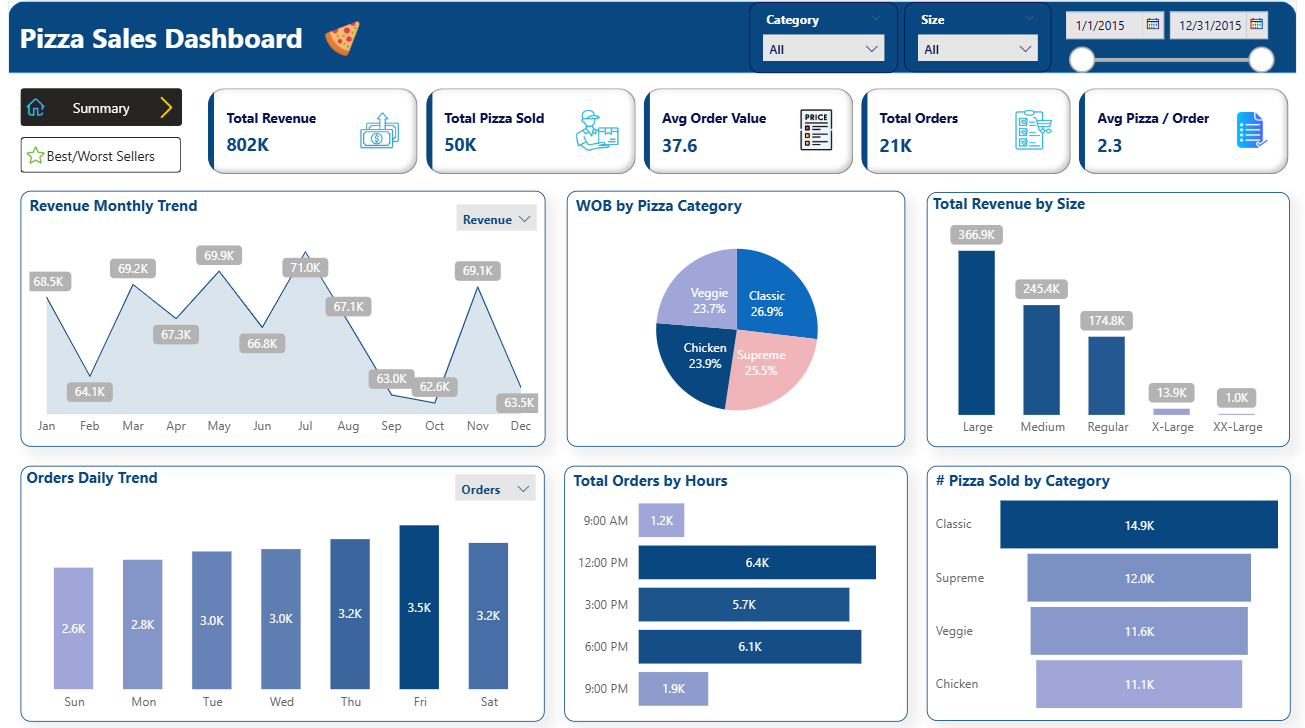 Pizza Sales Dashboard
Category
All
Size
All
1/1/2015
12/31/2015
Summary
Best/Worst Sellers
Total Revenue
802K
Total Pizza Sold
50K
Avg Order Value
37.6
PRICE
Total Orders
21K
Avg Pizza / Order
2.3
Revenue Monthly Trend
Revenue
68.5K
64.1K
69.2K
67.3K
69.9K
66.8K
71.0K
67.1K
63.0K
62.6K
69.1K
63.5K
Jan Feb Mar Apr May Jun Jul Aug Sep Oct Nov Dec
WOB by Pizza Category
Veggie
23.7%
Classic
26.9%
Chicken
23.9%
Supreme
25.5%
Total Revenue by Size
366.9K
245.4K
174.8K
13.9K
1.0K
Large Medium Regular X-Large XX-Large
Orders Daily Trend
Orders
2.6K
2.8K
3.0K
3.0K
3.2K
3.5K
3.2K
Sun Mon Tue Wed Thu Fri Sat
Total Orders by Hours
9:00 AM 1.2K
12:00 PM 6.4K
3:00 PM 5.7K
6:00 PM 6.1K
9:00 PM 1.9K
# Pizza Sold by Category
Classic 14.9K
Supreme 12.0K
Veggie 11.6K
Chicken 11.1K